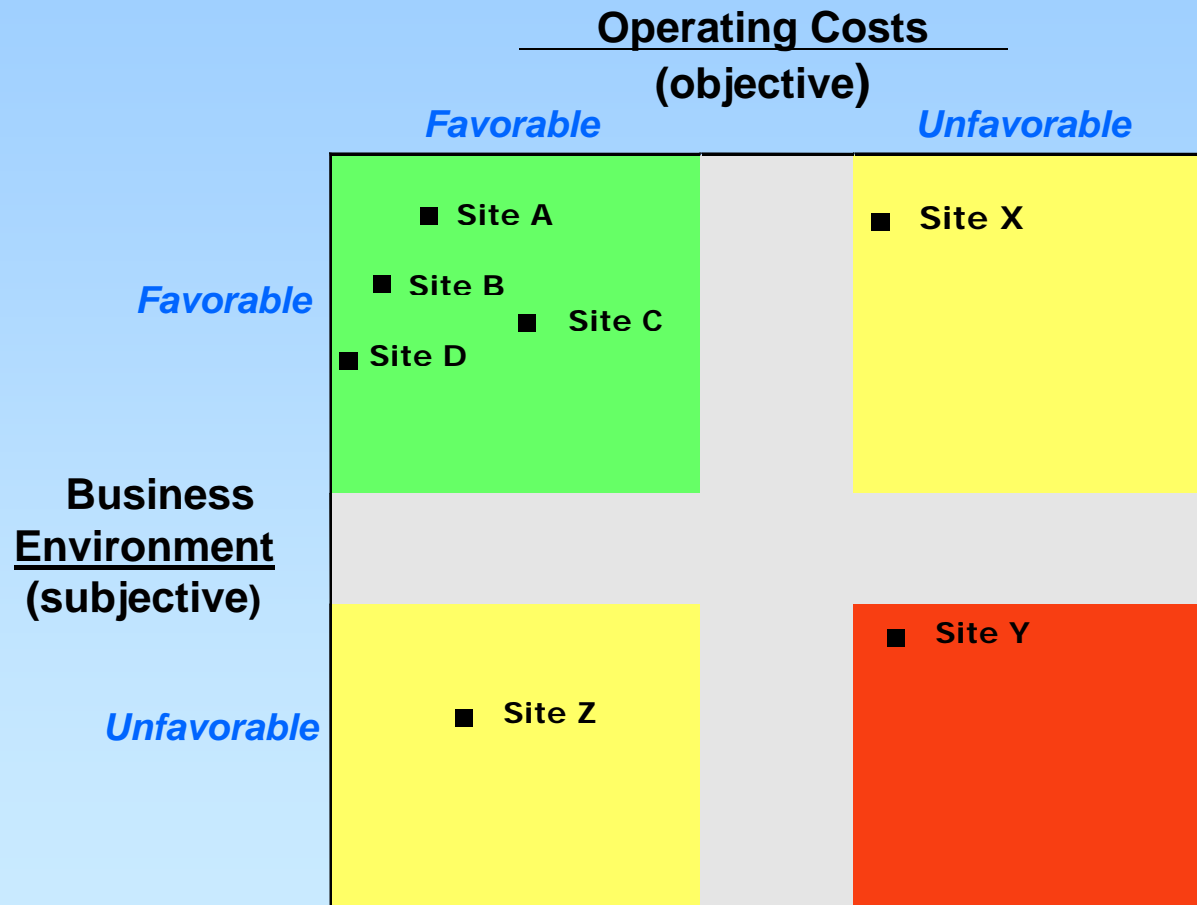 Operating Costs
(objective)
Favorable Unfavorable
Site A
Site X
Site B
Favorable
Site C
Site D
Business
Environment
(subjective)
Site Y
Site Z
Unfavorable